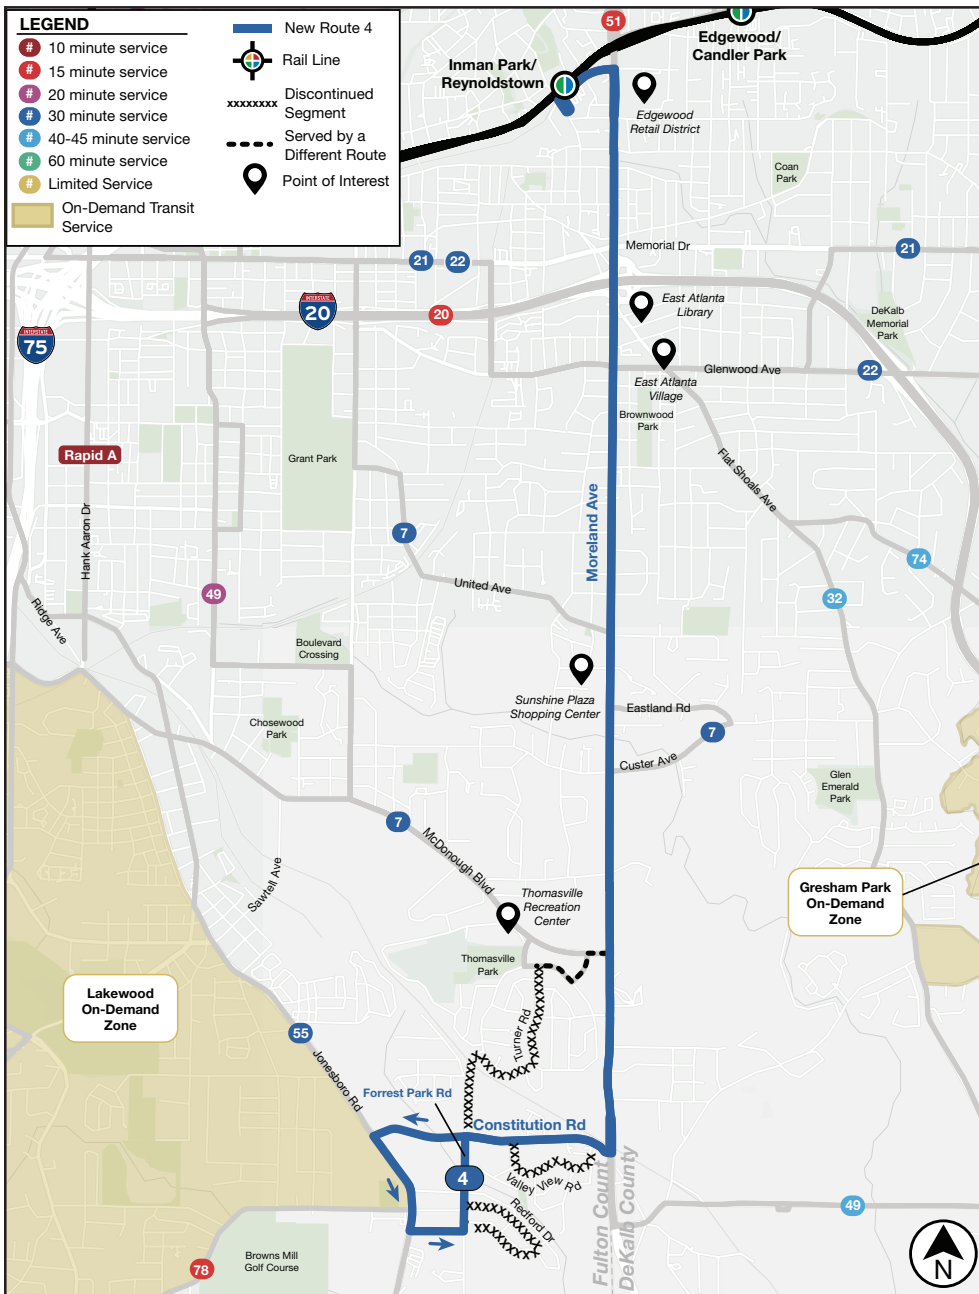 LEGEND
# 10 minute service
# 15 minute service
# 20 minute service
# 30 minute service
# 40-45 minute service
# 60 minute service
# Limited Service
On-Demand Transit
Service
New Route 4
Rail Line
xxxxxxxx Discontinued
Segment
Served by a
Different Route
Point of Interest
51
Inman Park/
Reynoldstown
Edgewood/
Candler Park
Edgewood
Retail District
Coan
Park
Memorial Dr
21
22
21
INTERSTATE
20
20
INTERSTATE
75
East Atlanta
Library
DeKalb
Memorial
Park
Glenwood Ave
22
East Atlanta
Village
Brownwood
Park
Rapid A
Grant Park
Flat Shoals Ave
Moreland Ave
Hank Aaron Dr
7
74
United Ave
49
32
Ridge Ave
Boulevard
Crossing
Sunshine Plaza
Shopping Center
Eastland Rd
7
Chosewood
Park
Custer Ave
Glen
Emerald
Park
7
McDonough Blvd
Sawtell Ave
Thomasville
Recreation
Center
Gresham Park
On-Demand
Zone
Thomasville
Park
Lakewood
On-Demand
Zone
Turner Rd
55
Jonesboro Rd
Forrest Park Rd
Constitution Rd
4
Valley View Rd
Redford Dr
Fulton County
DeKalb County
49
Browns Mill
Golf Course
78
N